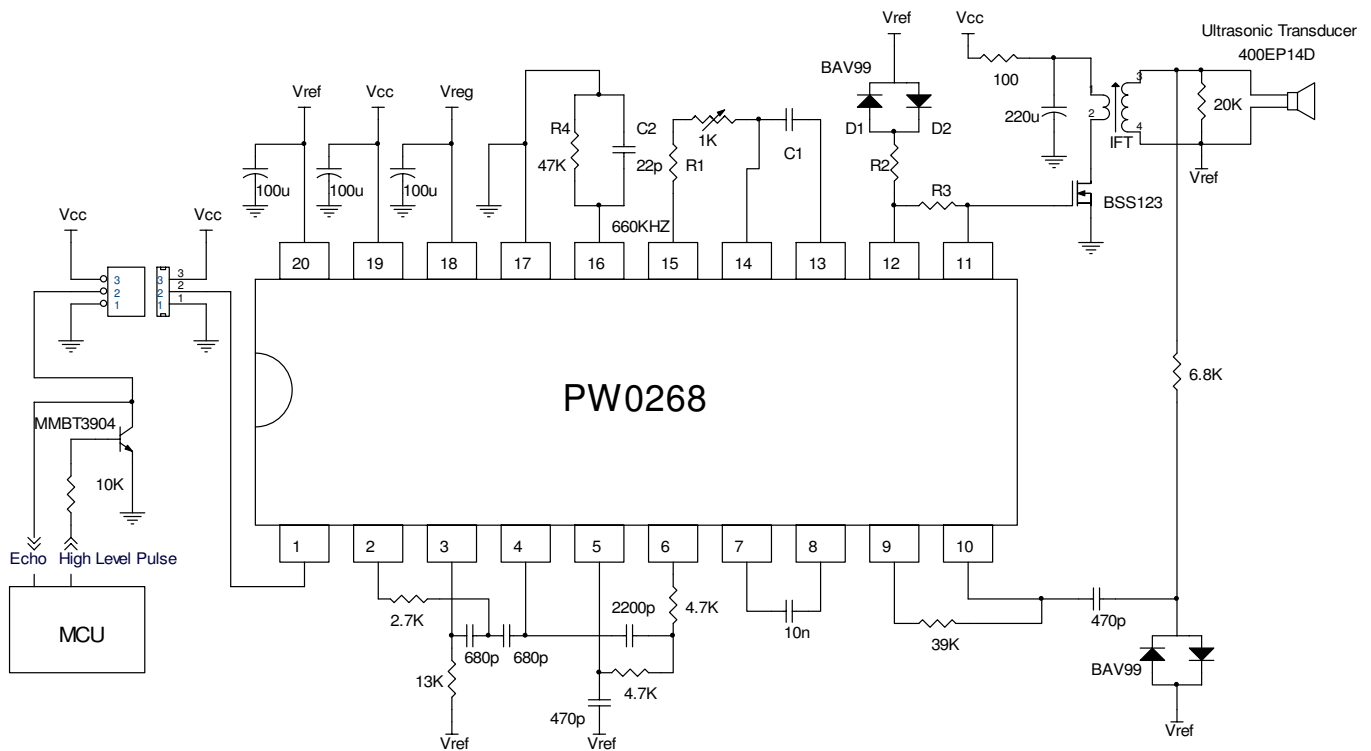 Vref
Vcc
Ultrasonic Transducer
400EP14D
BAV99
100
Vref
Vcc
Vreg
R4
47K
C2
22p
1K
R1
C1
D1
D2
R2
220u
2
3
4
IFT
20K
Vref
100u
100u
100u
R3
BSS123
Vcc
Vcc
660KHZ
20
19
18
17
16
15
14
13
12
11
3
2
1
3
2
1
3
2
1
6.8K
PW0268
MMBT3904
10K
Echo
High Level Pulse
MCU
1
2
3
4
5
6
7
8
9
10
2.7K
2200p
4.7K
10n
39K
470p
680p
680p
13K
4.7K
BAV99
470p
Vref
Vref
Vref